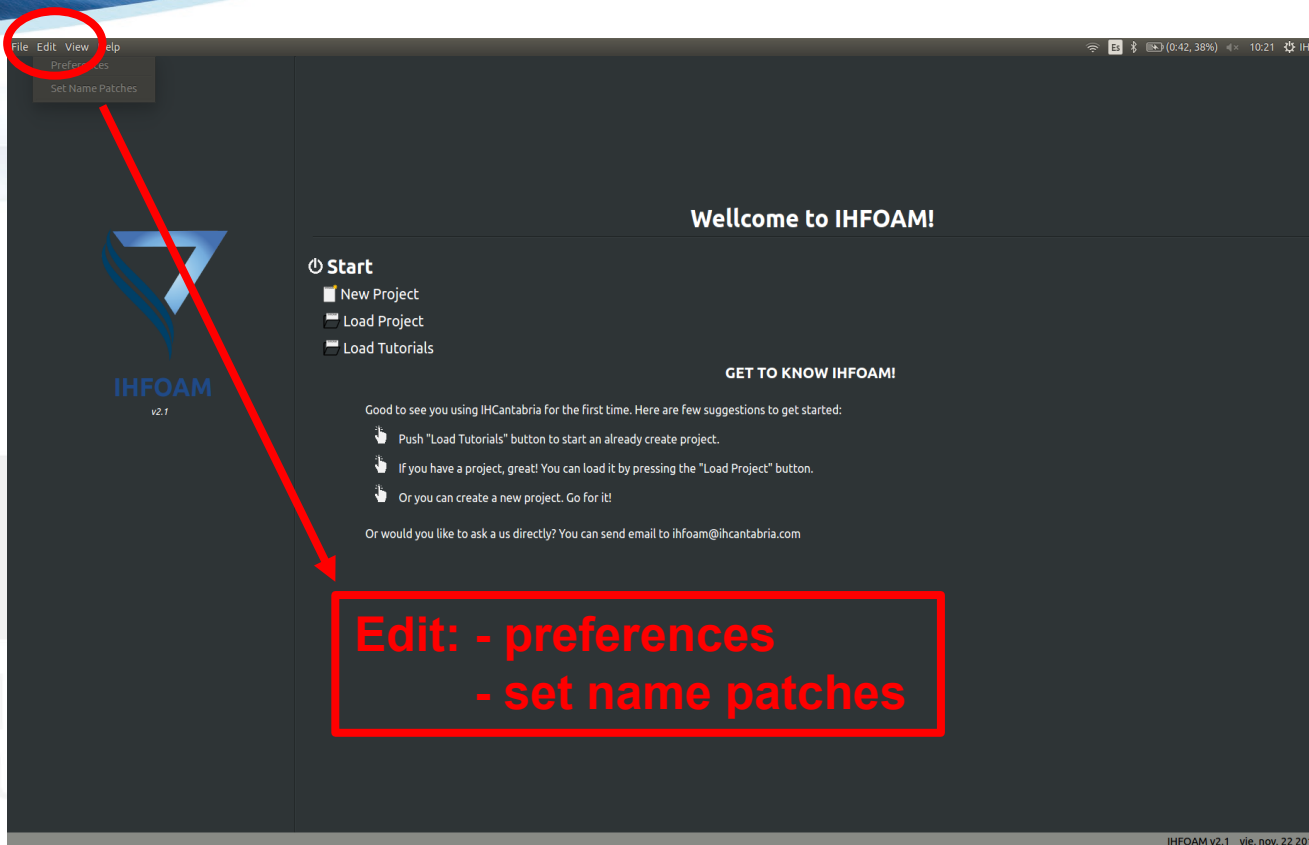 File Edit View Help
Es (0:42, 38%) 10:21 IH
Preferences
Set Name Patches
Wellcome to IHFOAM!
Start
New Project
Load Project
Load Tutorials
IHFOAM
v2.1
GET TO KNOW IHFOAM!
Good to see you using IHCantabria for the first time. Here are few suggestions to get started:
Push "Load Tutorials" button to start an already create project.
If you have a project, great! You can load it by pressing the "Load Project" button.
Or you can create a new project. Go for it!
Or would you like to ask a us directly? You can send email to ihfoam@ihcantabria.com
Edit: - preferences
- set name patches
IHFOAM v2.1 vie. nov. 22 20